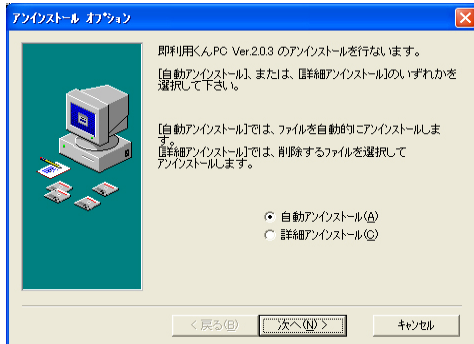 アンインストール オプション
即利用くんPC Ver.2.0.3 のアンインストールを行ないます。
[自動アンインストール]、または、[詳細アンインストール]のいずれかを
選択して下さい。
[自動アンインストール]では、ファイルを自動的にアンインストールしま
す。
[詳細アンインストール]では、削除するファイルを選択して
アンインストールします。
自動アンインストール(A)
詳細アンインストール(C)
< 戻る(B) 次へ(N) > キャンセル